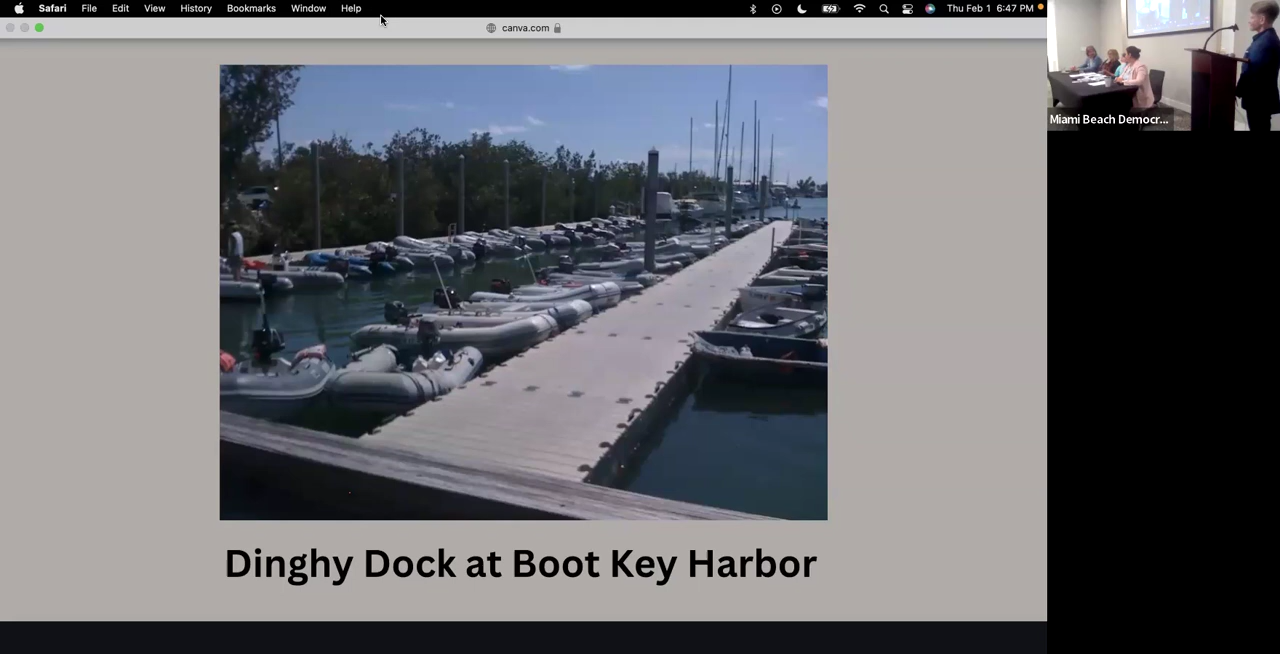 Safari File Edit View History Bookmarks Window Help Thu Feb 1 6:47 PM
canva.com
Miami Beach Democr...
Dinghy Dock at Boot Key Harbor